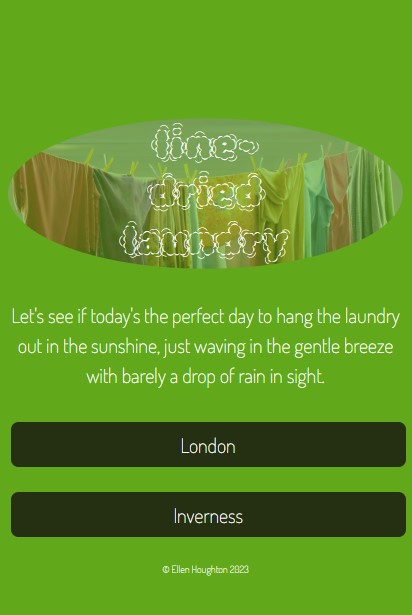 line-
dried
laundry
Let's see if today's the perfect day to hang the laundry
out in the sunshine, just waving in the gentle breeze
with barely a drop of rain in sight.
London
Inverness
© Ellen Houghton 2023